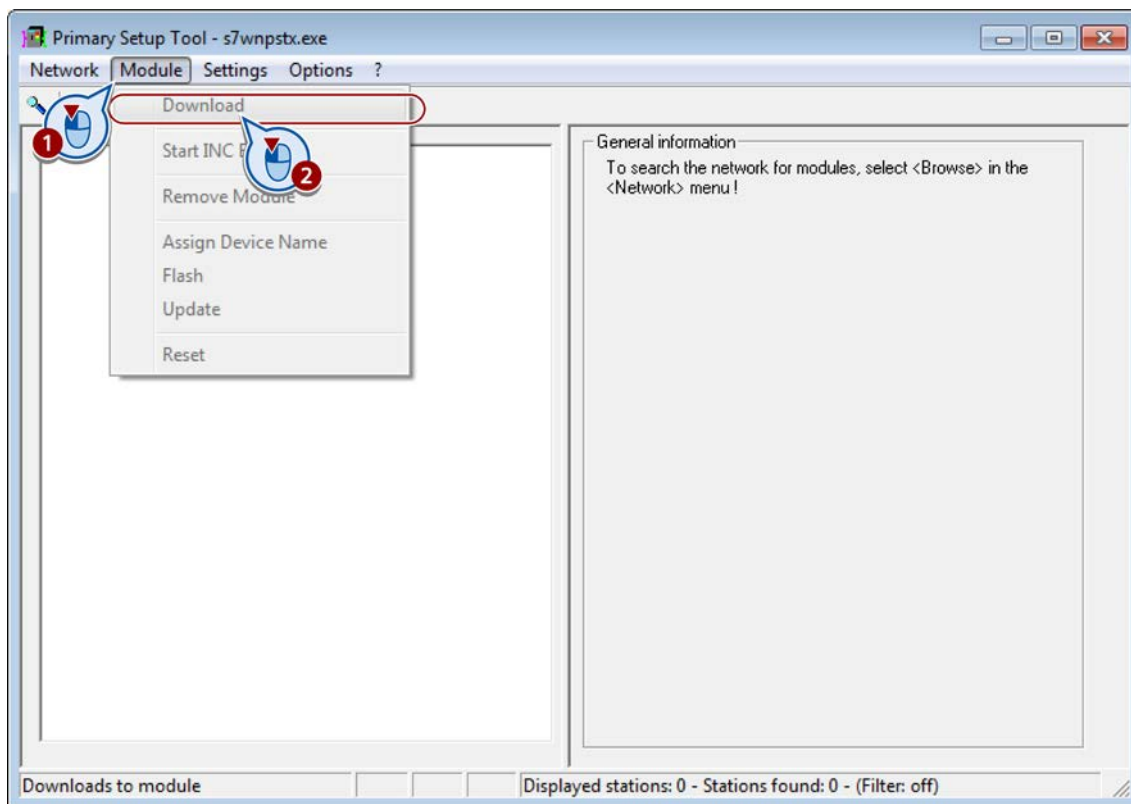 Primary Setup Tool - s7wnpstx.exe
Network Module Settings Options ?
Download
Start INC
Remove Module
Assign Device Name
Flash
Update
Reset
1
2
General information
To search the network for modules, select <Browse> in the
<Network> menu !
Downloads to module
Displayed stations: 0 - Stations found: 0 - (Filter: off)